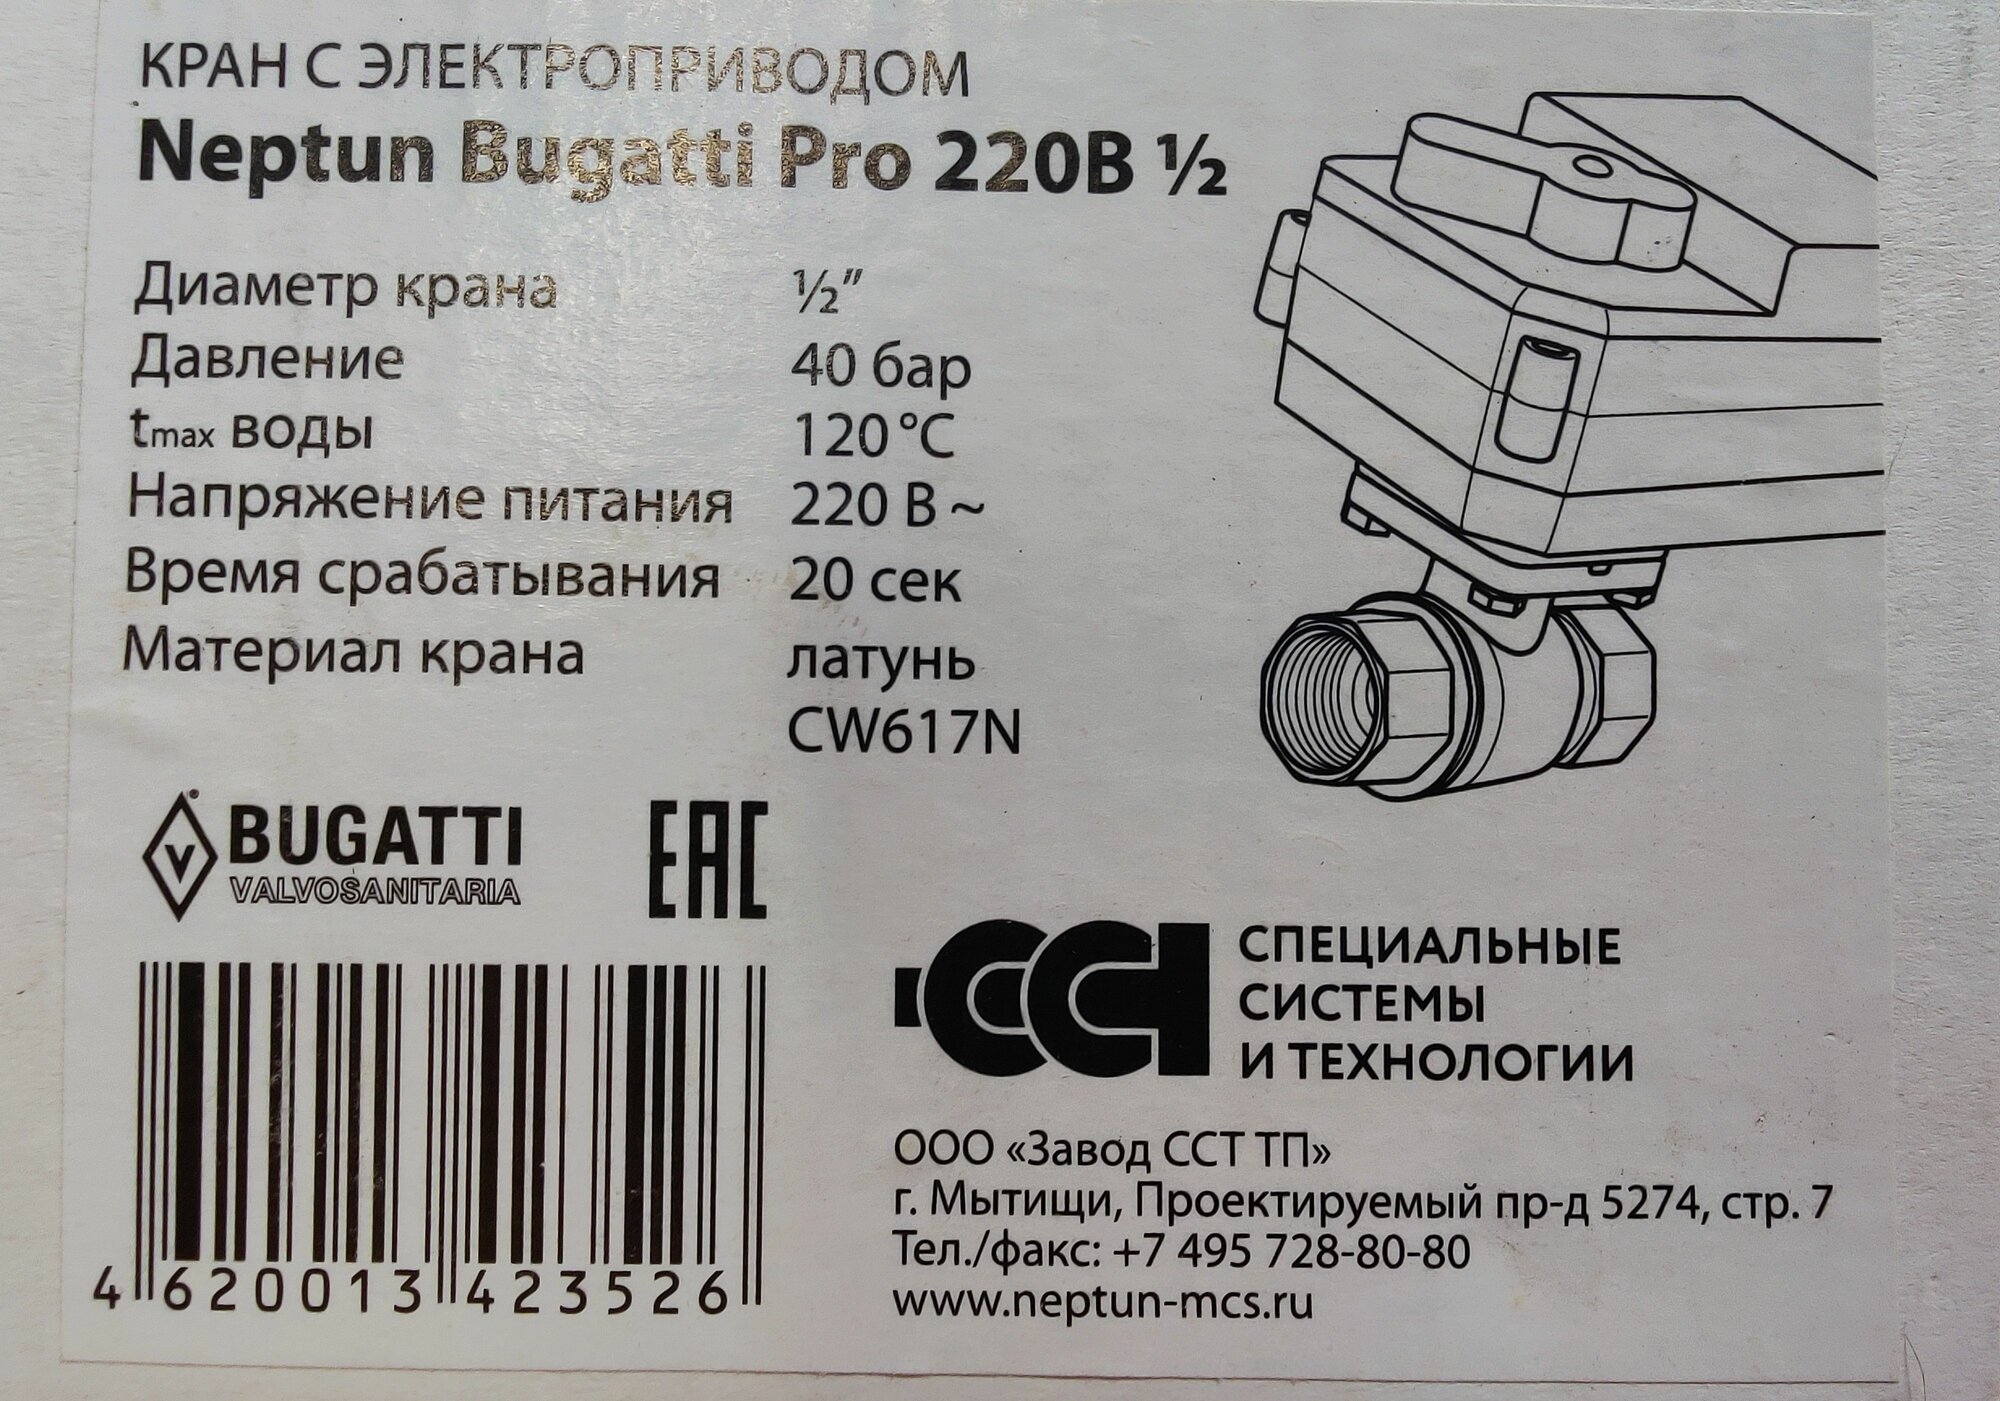 КРАН С ЭЛЕКТРОПРИВОДОМ
Neptun Bugatti Pro 220В ½
Диаметр крана ½”
Давление 40 бар
tmax воды 120 °C
Напряжение питания 220 В ~
Время срабатывания 20 сек
Материал крана латунь
CW617N
V ®
BUGATTI
VALVOSANITARIA
EAC
ССТ
СПЕЦИАЛЬНЫЕ
СИСТЕМЫ
И ТЕХНОЛОГИИ
ООО «Завод ССТ ТП»
г. Мытищи, Проектируемый пр-д 5274, стр. 7
Тел./факс: +7 495 728-80-80
www.neptun-mcs.ru
4 620013 423526